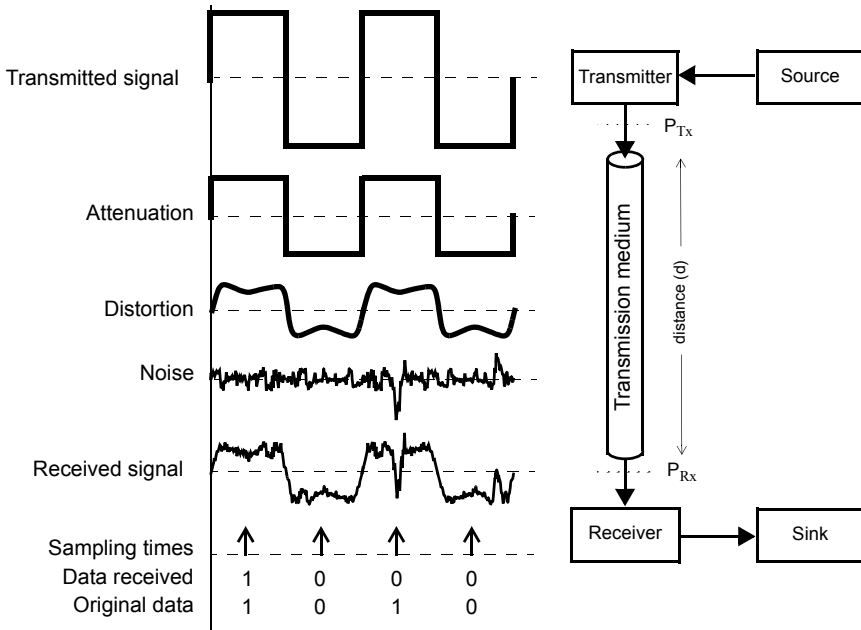 Transmitted signal
Attenuation
Distortion
Noise
Received signal
Sampling times
Data received 1 0 0 0
Original data 1 0 1 0
Transmitter
Source
P_Tx
Transmission medium
distance (d)
P_Rx
Receiver
Sink